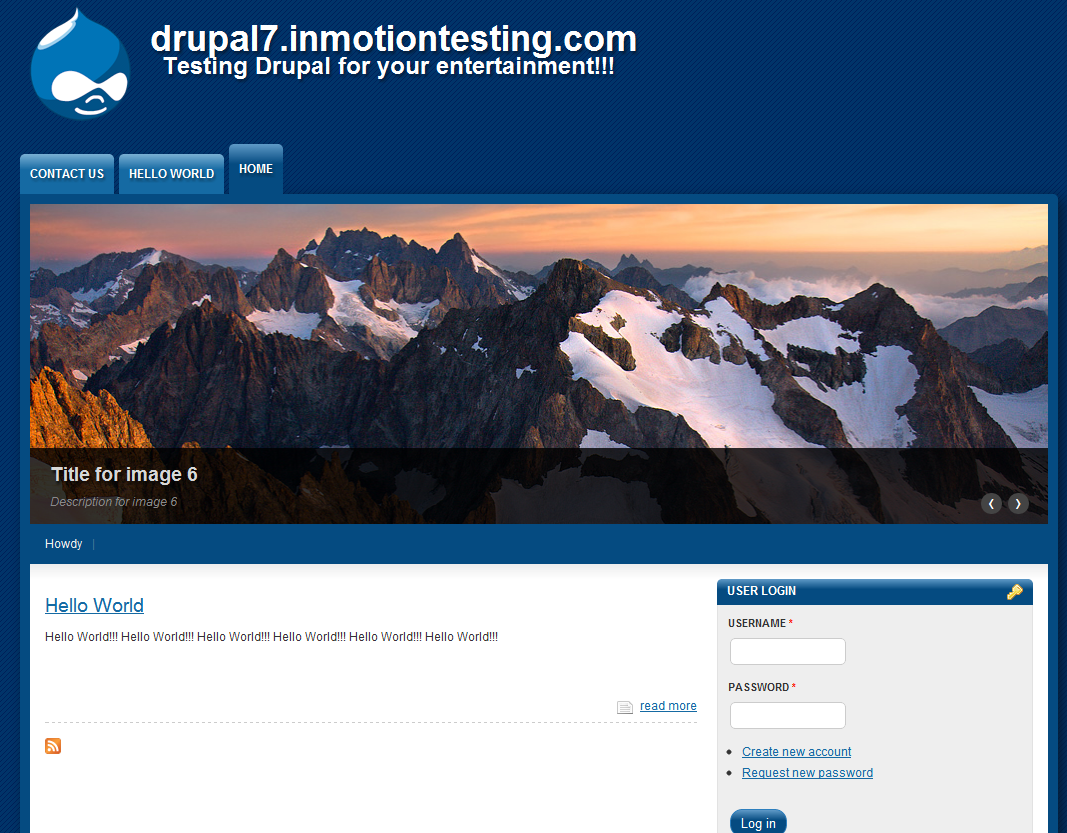 drupal7.inmotiontesting.com
Testing Drupal for your entertainment!!!
CONTACT US HELLO WORLD HOME
Title for image 6
Description for image 6
Howdy
Hello World
Hello World!!! Hello World!!! Hello World!!! Hello World!!! Hello World!!! Hello World!!!
read more
USER LOGIN
USERNAME *
PASSWORD *
Create new account
Request new password
Log in